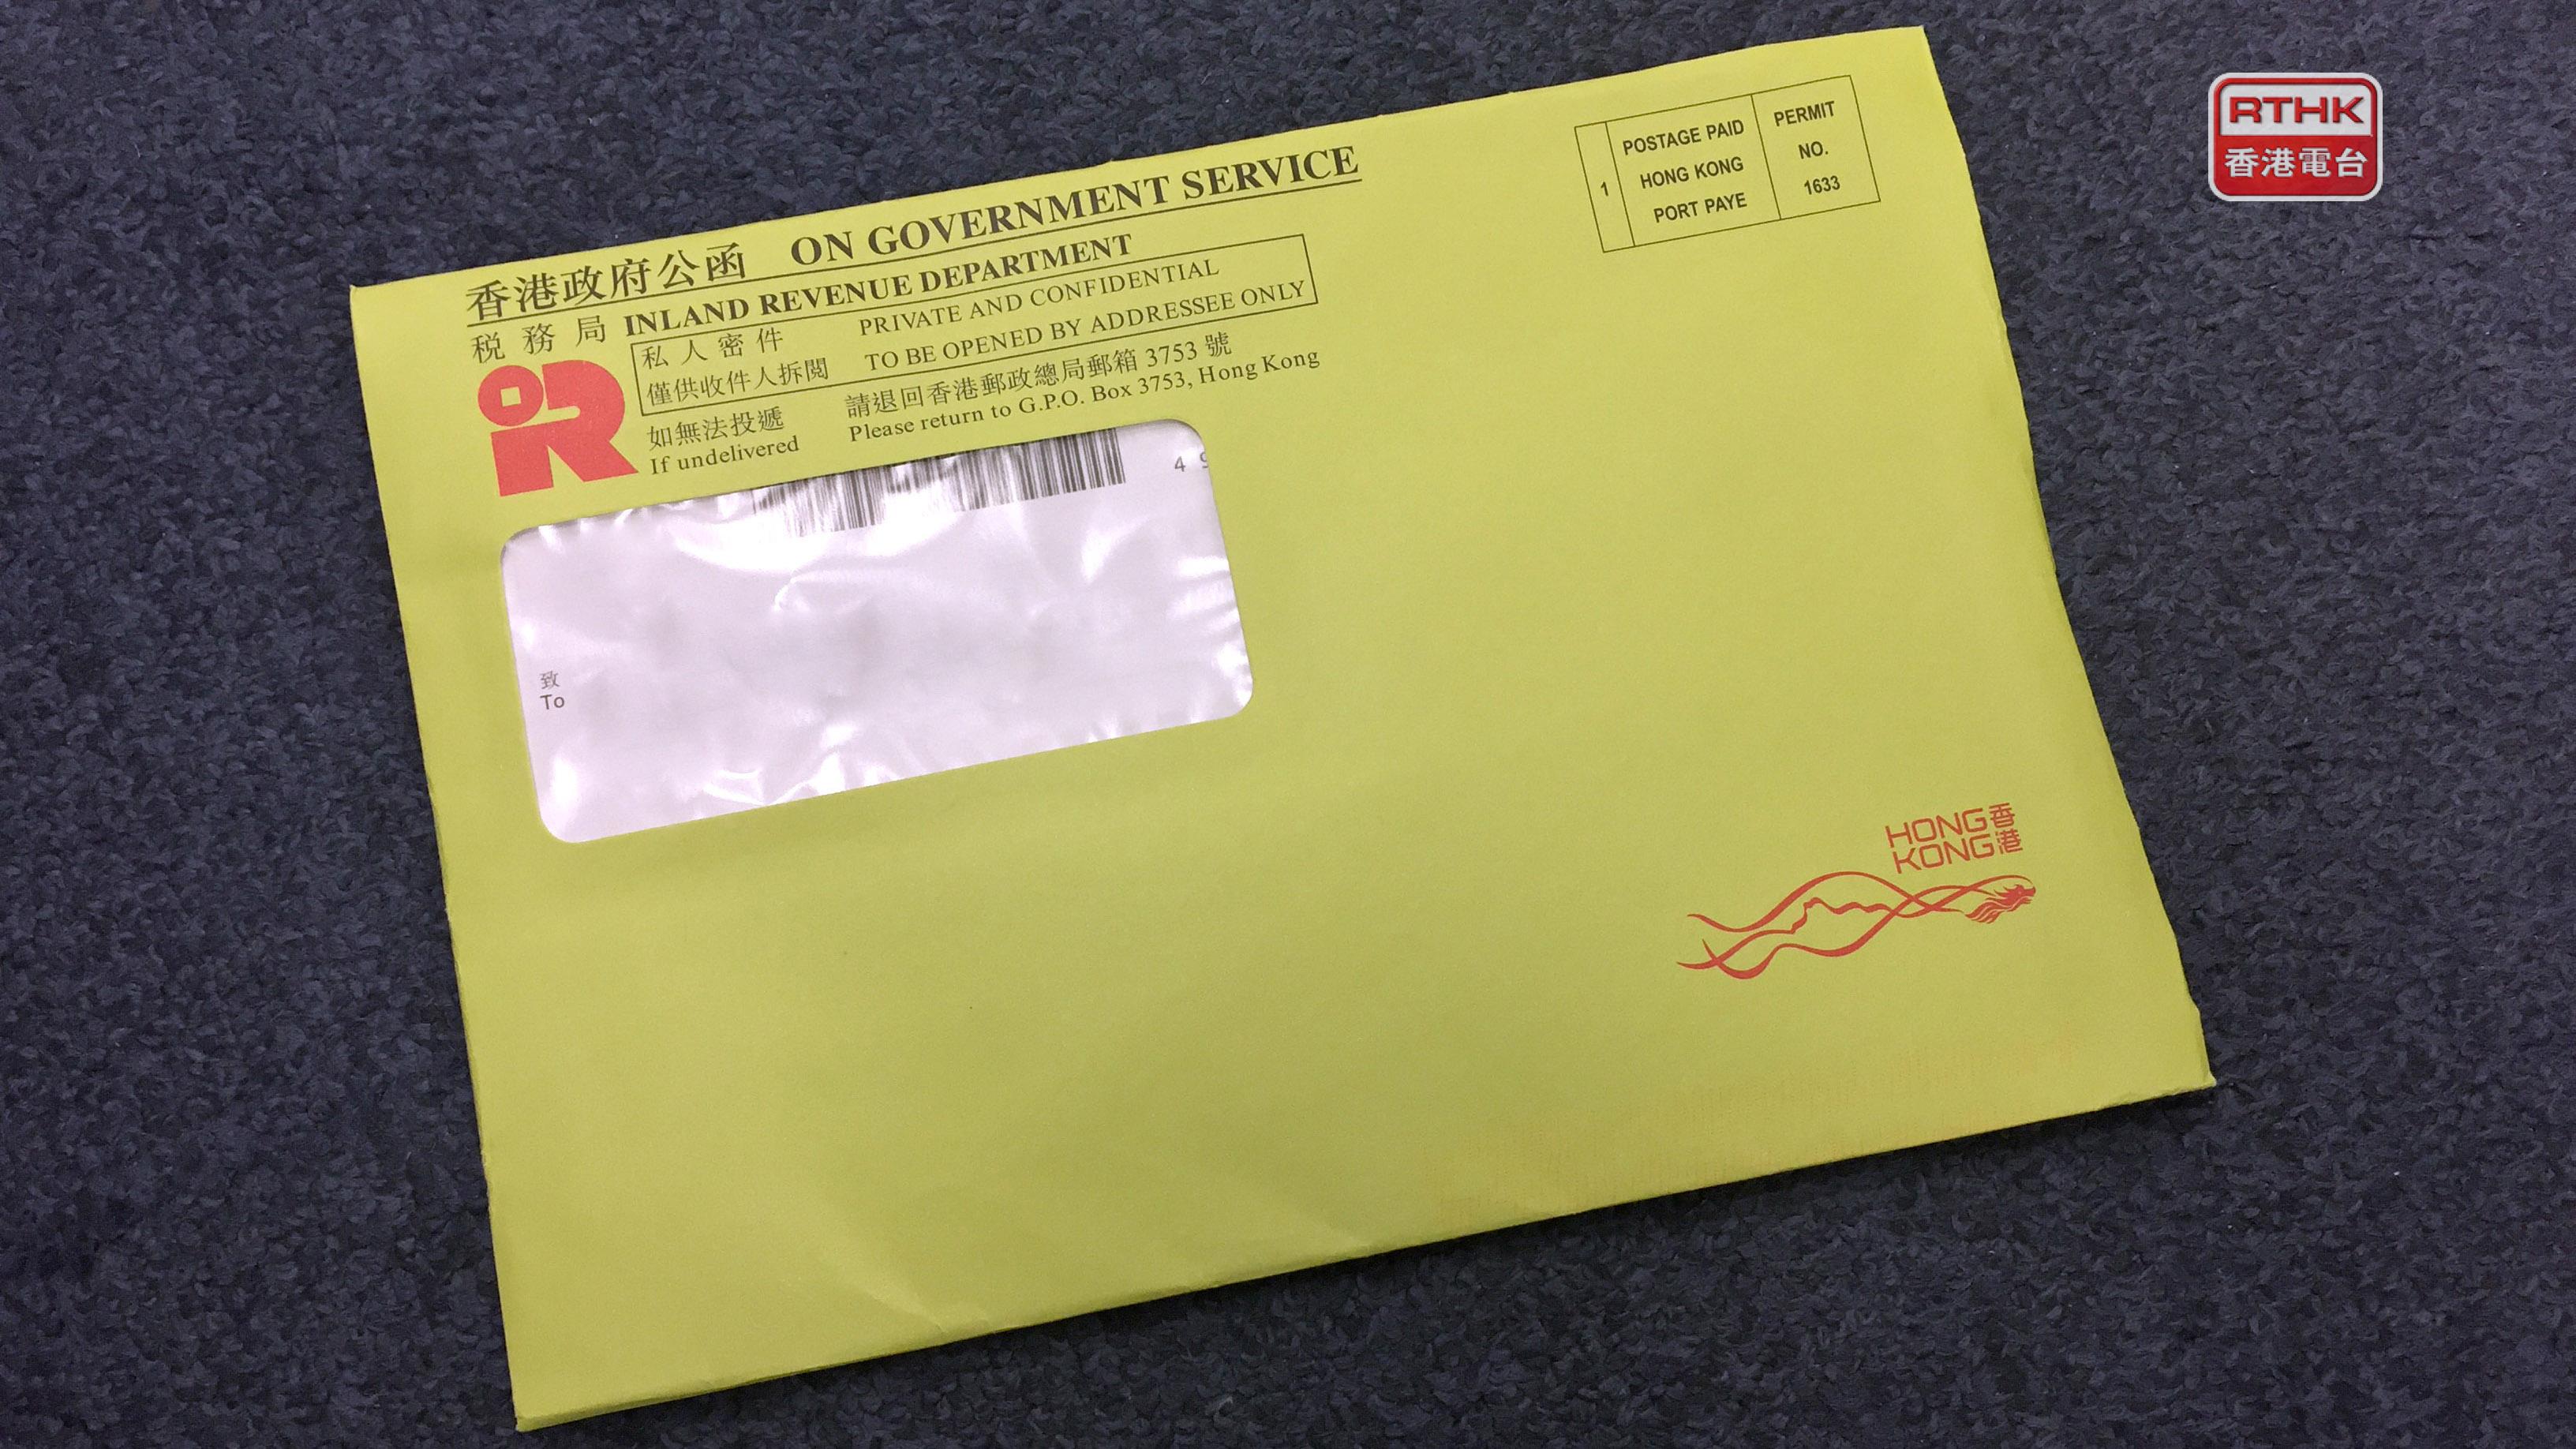 香港政府公函 ON GOVERNMENT SERVICE
税務局 INLAND REVENUE DEPARTMENT
私人密件 PRIVATE AND CONFIDENTIAL
僅供收件人拆閲 TO BE OPENED BY ADDRESSEE ONLY
如無法投遞 請退回香港郵政總局郵箱 3753 號
If undelivered Please return to G.P.O. Box 3753, Hong Kong
1
POSTAGE PAID
HONG KONG
PORT PAYE
PERMIT
NO.
1633
RTHK
香港電台
4
致
To
HONG 香
KONG 港